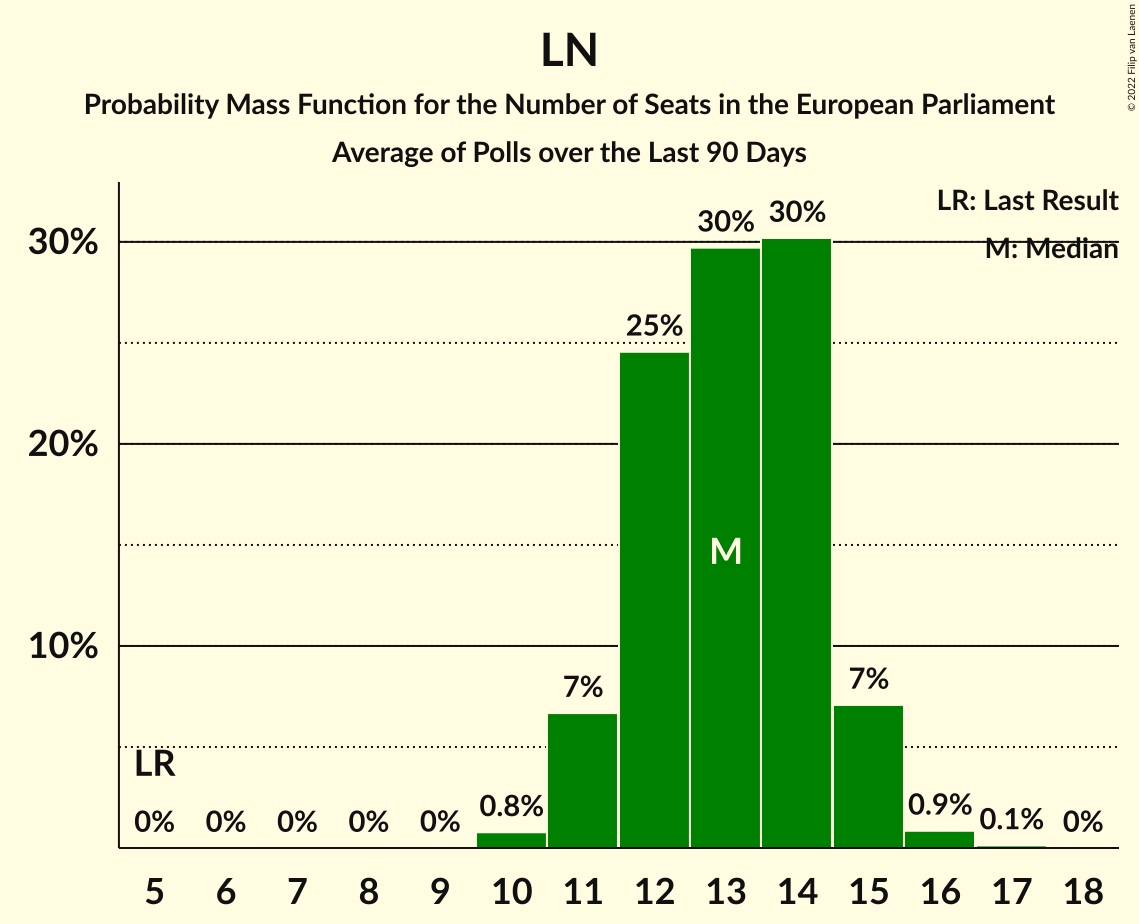 LN
Probability Mass Function for the Number of Seats in the European Parliament
Average of Polls over the Last 90 Days
© 2022 Filip van Laenen
LR: Last Result
M: Median
30%
20%
10%
LR
0%
0%
0%
0%
0%
0.8%
7%
25%
30%
30%
7%
0.9%
0.1%
0%
M
5 6 7 8 9 10 11 12 13 14 15 16 17 18